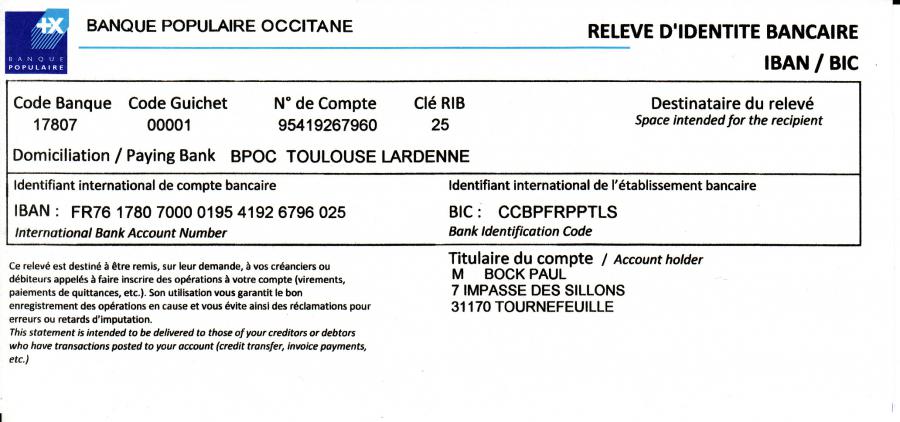 +X
BANQUE
POPULAIRE
BANQUE POPULAIRE OCCITANE
RELEVE D'IDENTITE BANCAIRE
IBAN / BIC
Code Banque Code Guichet N° de Compte Clé RIB
17807 00001 95419267960 25
Destinataire du relevé
Space intended for the recipient
Domiciliation / Paying Bank BPOC TOULOUSE LARDENNE
Identifiant international de compte bancaire
IBAN : FR76 1780 7000 0195 4192 6796 025
International Bank Account Number
Identifiant international de l'établissement bancaire
BIC : CCBPFRPPTLS
Bank Identification Code
Ce relevé est destiné à être remis, sur leur demande, à vos créanciers ou
débiteurs appelés à faire inscrire des opérations à votre compte (virements,
paiements de quittances, etc.). Son utilisation vous garantit le bon
enregistrement des opérations en cause et vous évite ainsi des réclamations pour
erreurs ou retards d'imputation.
This statement is intended to be delivered to those of your creditors or debtors
who have transactions posted to your account (credit transfer, invoice payments,
etc.)
Titulaire du compte / Account holder
M BOCK PAUL
7 IMPASSE DES SILLONS
31170 TOURNEFEUILLE